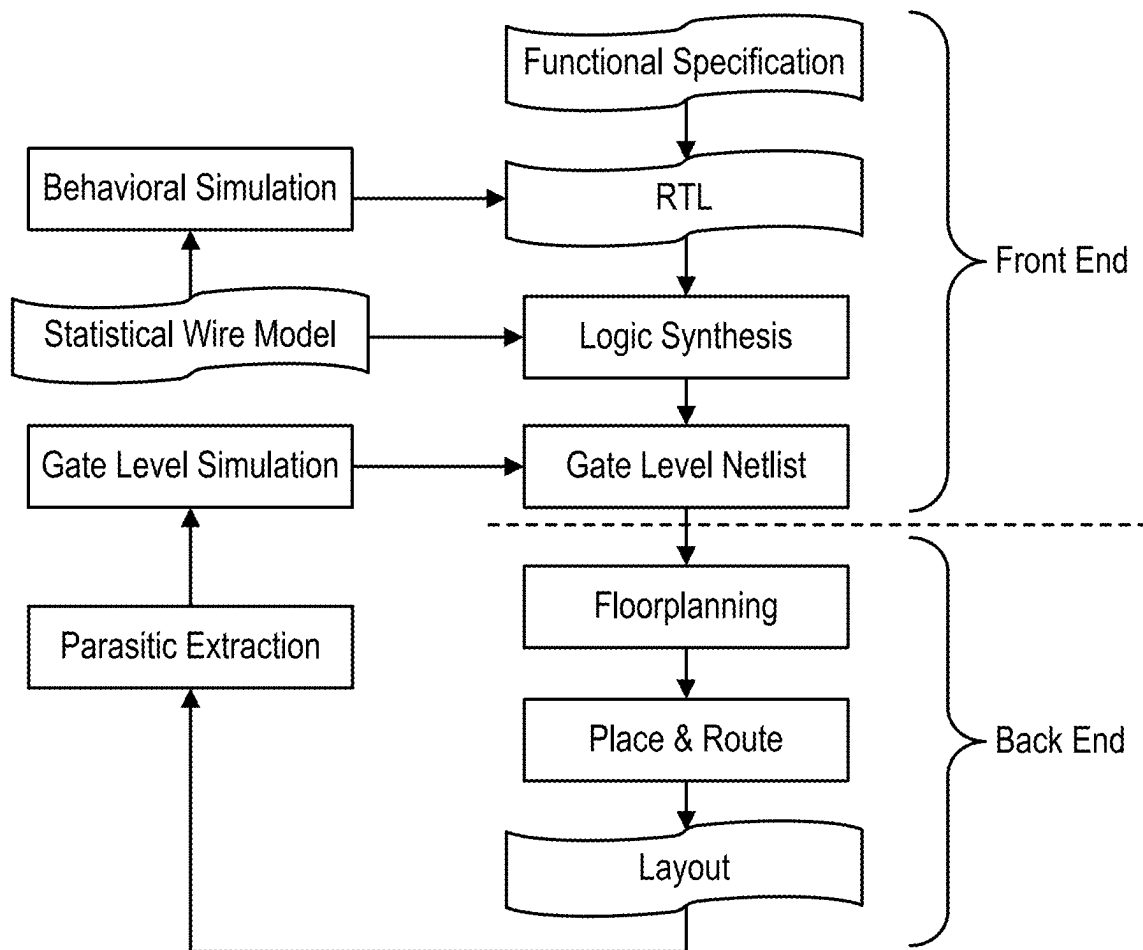 Functional Specification
Behavioral Simulation
RTL
Front End
Statistical Wire Model
Logic Synthesis
Gate Level Simulation
Gate Level Netlist
Floorplanning
Parasitic Extraction
Place & Route
Back End
Layout